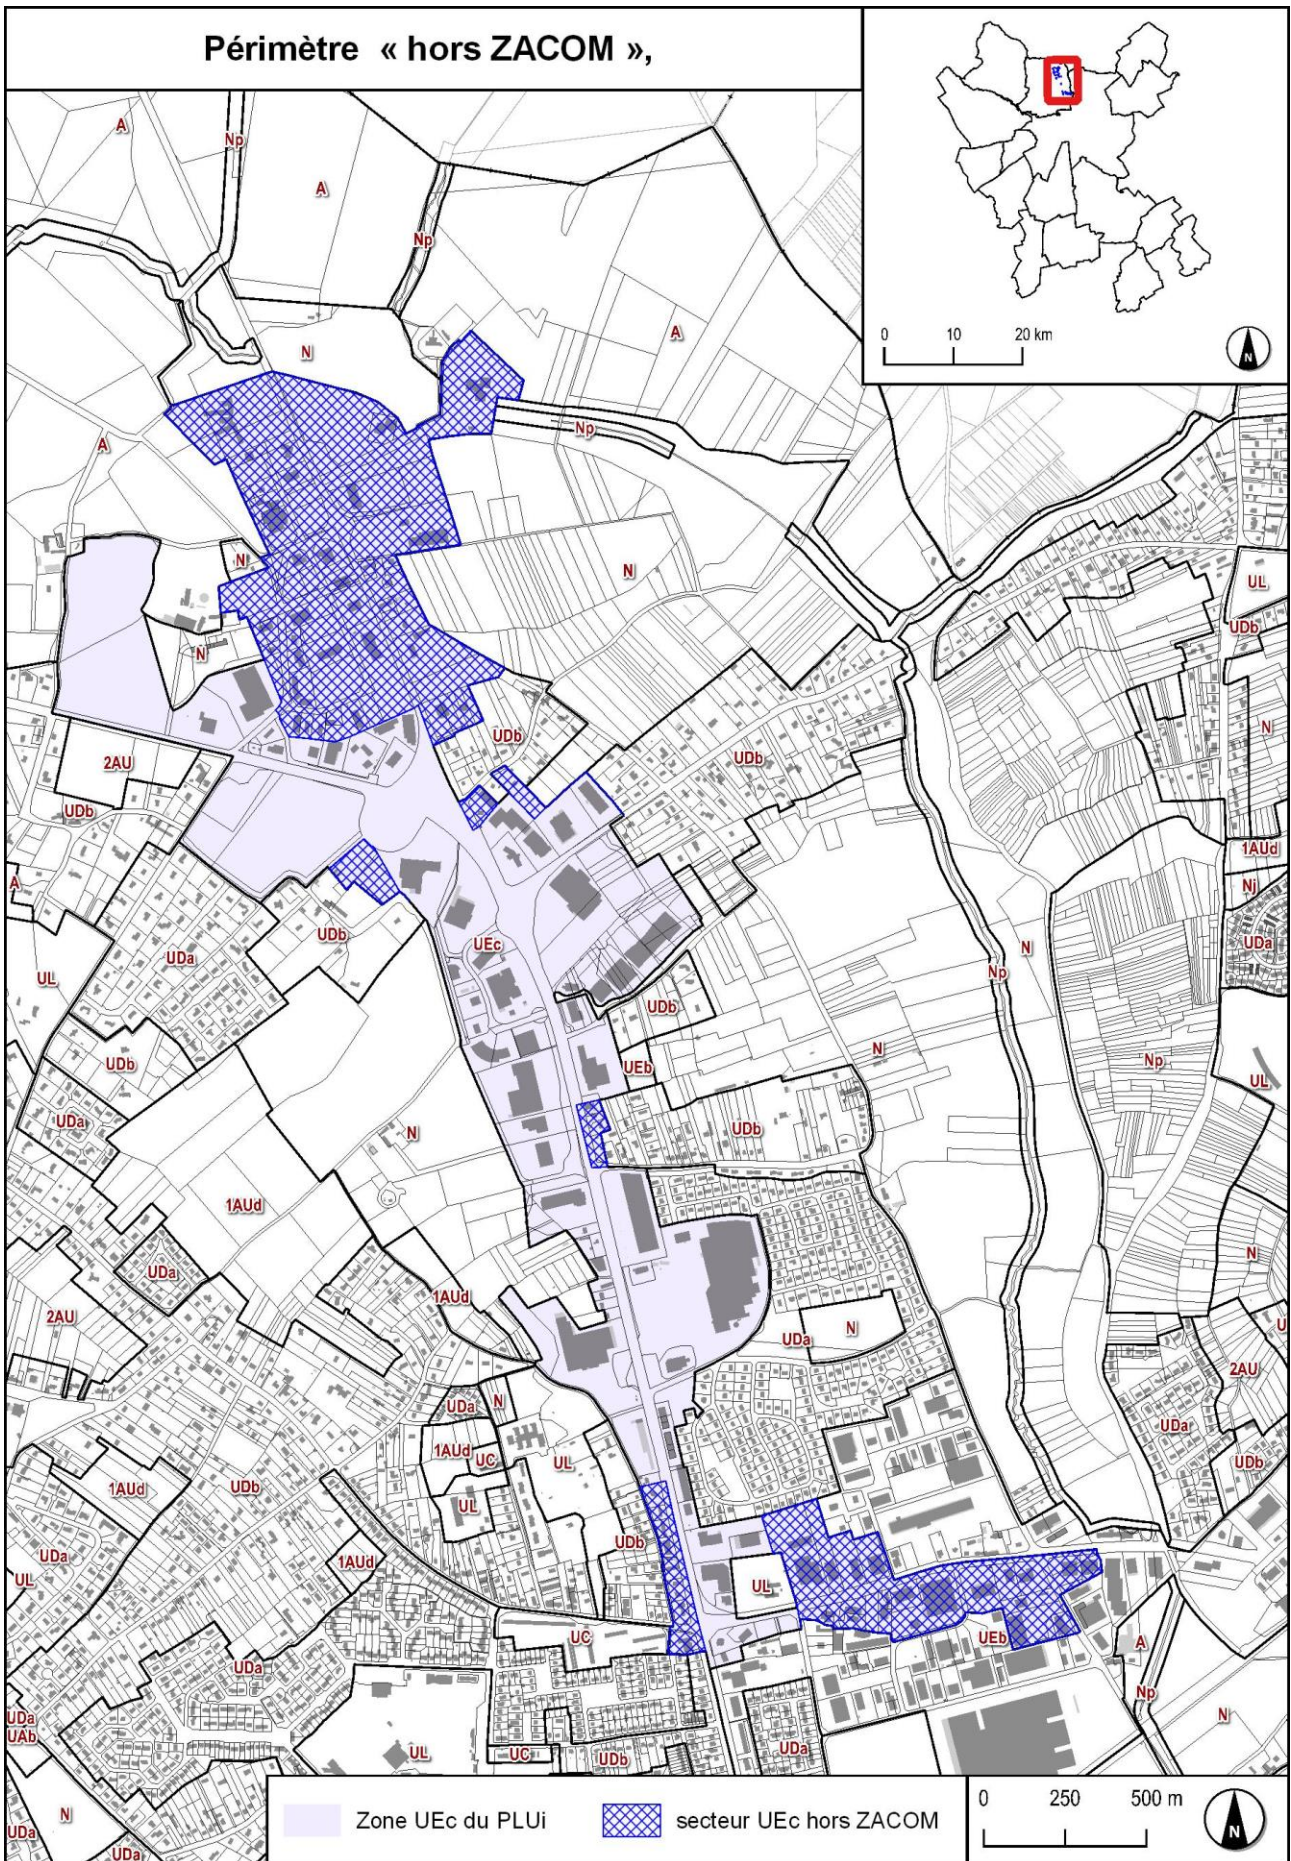 Périmètre « hors ZACOM »,
0 10 20 km
N
A
Np
A
Np
A
N
Np
A
N
N
UL
UDb
N
N
2AU
UDb
UDb
UDb
1AUd
A
Nj
UDb
UDa
UEc
UDa
UL
N
Np
UDb
UDb
N
Np
UL
UEb
UDa
N
UDb
1AUd
N
UDa
1AUd
2AU
UDa
N
U
2AU
UDa
N
UDa
1AUd
UC
UL
UDb
1AUd
UDb
UL
UDb
UDa
1AUd
UL
UL
UC
UEb
A
UDa
Np
UDa
UAb
N
UL
UC
UDb
UDa
N
UDa
UDa
Zone UEc du PLUi
secteur UEc hors ZACOM
0 250 500 m
N